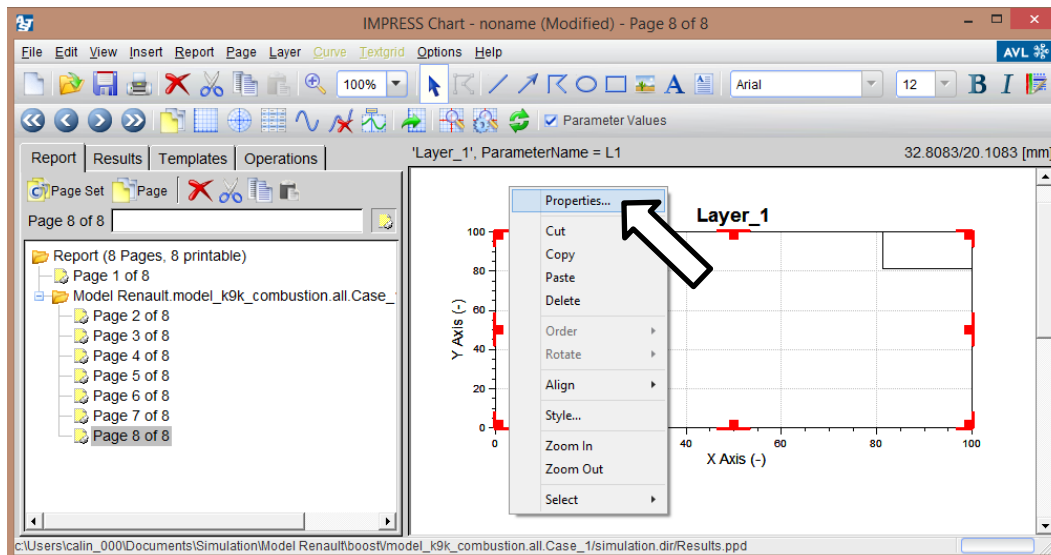 IMPRESS Chart - noname (Modified) - Page 8 of 8
File Edit View Insert Report Page Layer Curve Textgrid Options Help AVL
100% A Arial 12 B I
Parameter Values
Report Results Templates Operations
'Layer_1', ParameterName = L1 32.8083/20.1083 [mm]
Page Set Page
Page 8 of 8
Report (8 Pages, 8 printable)
Page 1 of 8
Model Renault.model_k9k_combustion.all.Case_
Page 2 of 8
Page 3 of 8
Page 4 of 8
Page 5 of 8
Page 6 of 8
Page 7 of 8
Page 8 of 8
Properties...
Cut
Copy
Paste
Delete
Order
Rotate
Align
Style...
Zoom In
Zoom Out
Select
Layer_1
100
80
60
40
20
0
Y Axis (-)
0 40 60 80 100
X Axis (-)
c:\Users\calin_000\Documents\Simulation\Model Renault\boost\/model_k9k_combustion.all.Case_1/simulation.dir/Results.ppd